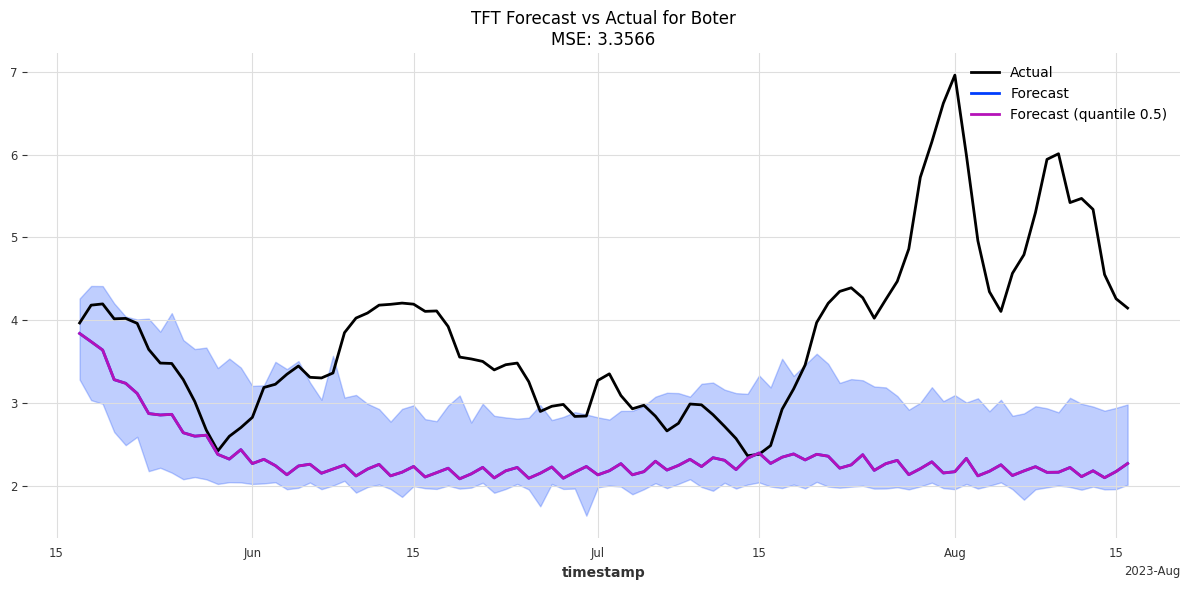 TFT Forecast vs Actual for Boter
MSE: 3.3566
Actual
Forecast
Forecast (quantile 0.5)
7
6
5
4
3
2
15
Jun
15
Jul
15
Aug
15
timestamp
2023-Aug